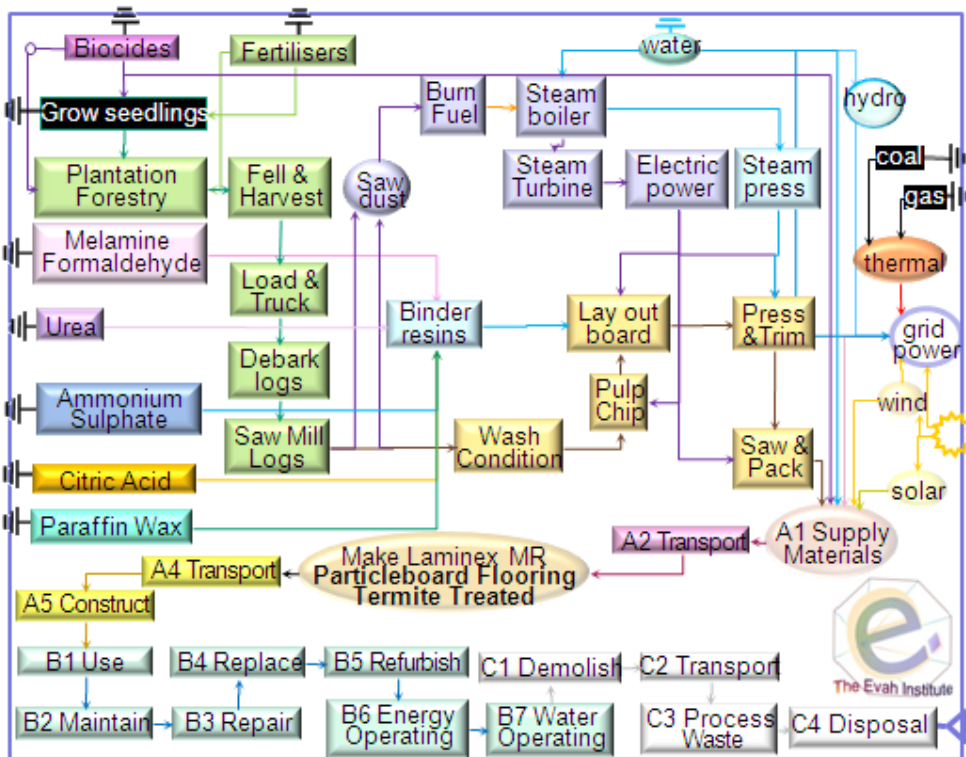 Biocides
Fertilisers
water
Grow seedlings
Burn
Fuel
Steam
boiler
hydro
Plantation
Forestry
Fell &
Harvest
Saw
dust
Steam
Turbine
Electric
power
Steam
press
coal
gas
Melamine
Formaldehyde
Load &
Truck
thermal
Urea
Binder
resins
Lay out
board
Press
&Trim
grid
power
Debark
logs
Ammonium
Sulphate
Pulp
Chip
wind
Saw Mill
Logs
Wash
Condition
Saw &
Pack
Citric Acid
solar
Paraffin Wax
A1 Supply
Materials
A2 Transport
Make Laminex MR
Particleboard Flooring
Termite Treated
A4 Transport
A5 Construct
B1 Use
B4 Replace
B5 Refurbish
C1 Demolish
C2 Transport
e
The Evah Institute
B2 Maintain
B3 Repair
B6 Energy
Operating
B7 Water
Operating
C3 Process
Waste
C4 Disposal